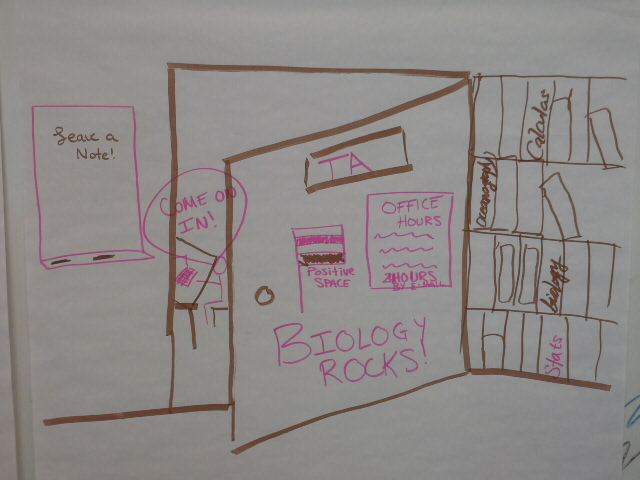 Leave a
Note!
COME ON
IN!
TA
OFFICE
HOURS
2HOURS
BY E-MAIL
Positive
SPACE
BIOLOGY
ROCKS!
Calculus
biology
Stats